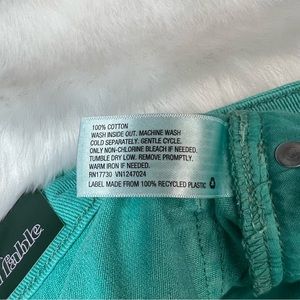 100% COTTON
WASH INSIDE OUT. MACHINE WASH
COLD SEPARATELY. GENTLE CYCLE.
ONLY NON-CHLORINE BLEACH IF NEEDED.
TUMBLE DRY LOW. REMOVE PROMPTLY.
WARM IRON IF NEEDED.
RN17730 VN1247024
LABEL MADE FROM 100% RECYCLED PLASTIC
Fable